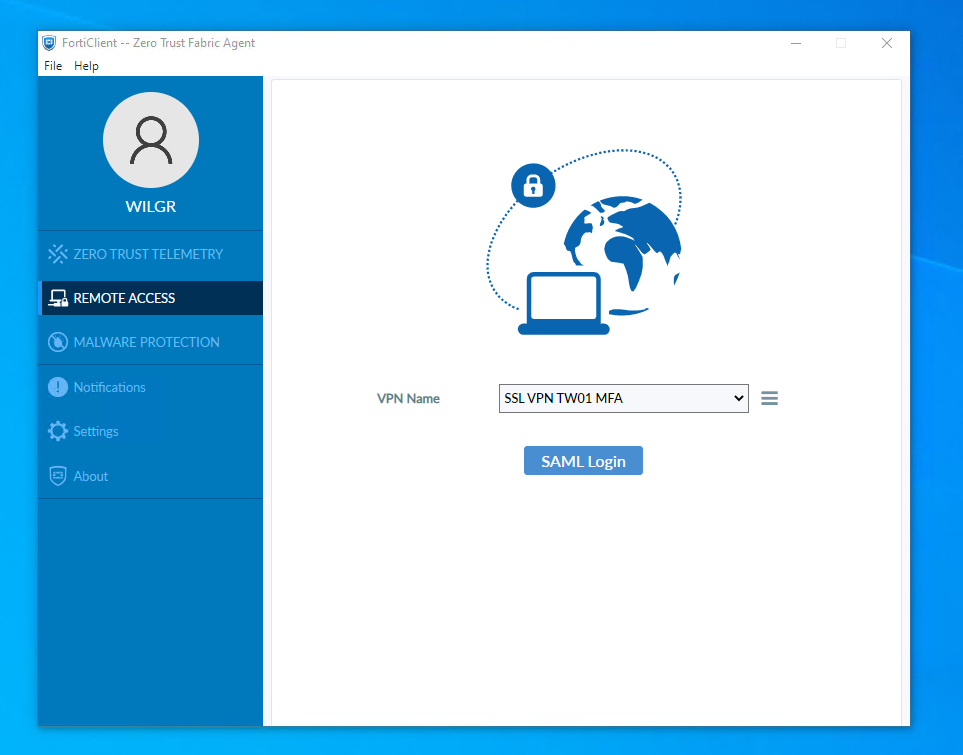 FortiClient -- Zero Trust Fabric Agent
File Help
WILGR
ZERO TRUST TELEMETRY
REMOTE ACCESS
MALWARE PROTECTION
Notifications
Settings
About
VPN Name SSL VPN TW01 MFA
SAML Login